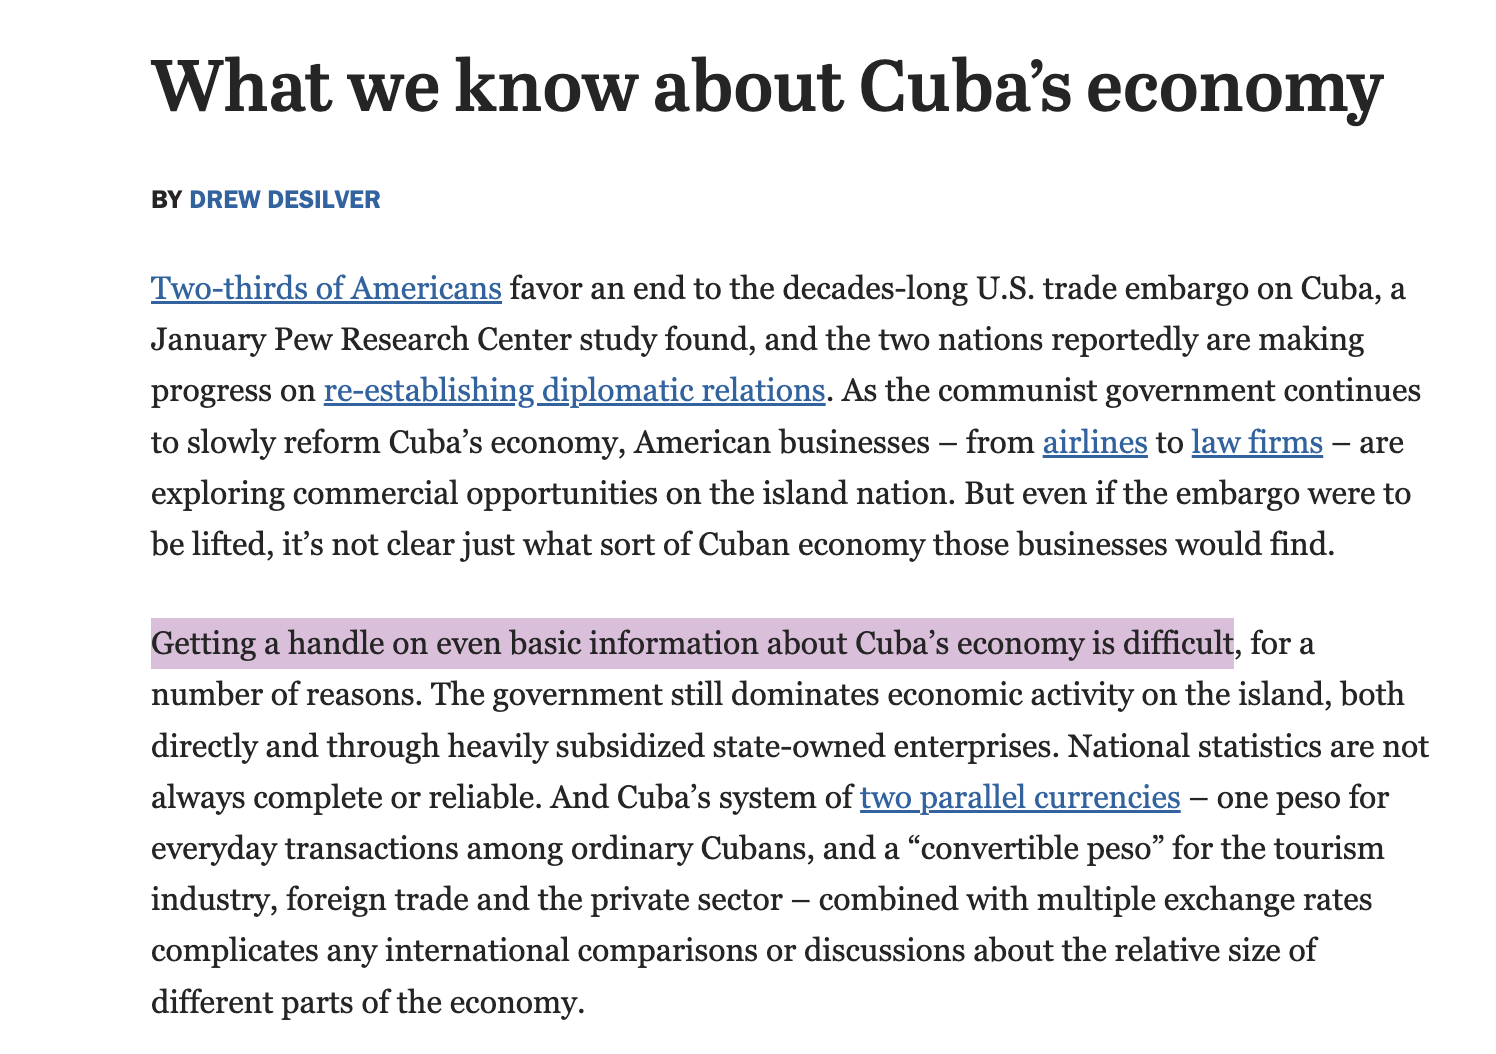 What we know about Cuba’s economy
BY DREW DESILVER
Two-thirds of Americans favor an end to the decades-long U.S. trade embargo on Cuba, a
January Pew Research Center study found, and the two nations reportedly are making
progress on re-establishing diplomatic relations. As the communist government continues
to slowly reform Cuba’s economy, American businesses – from airlines to law firms – are
exploring commercial opportunities on the island nation. But even if the embargo were to
be lifted, it’s not clear just what sort of Cuban economy those businesses would find.
Getting a handle on even basic information about Cuba’s economy is difficult, for a
number of reasons. The government still dominates economic activity on the island, both
directly and through heavily subsidized state-owned enterprises. National statistics are not
always complete or reliable. And Cuba’s system of two parallel currencies – one peso for
everyday transactions among ordinary Cubans, and a “convertible peso” for the tourism
industry, foreign trade and the private sector – combined with multiple exchange rates
complicates any international comparisons or discussions about the relative size of
different parts of the economy.